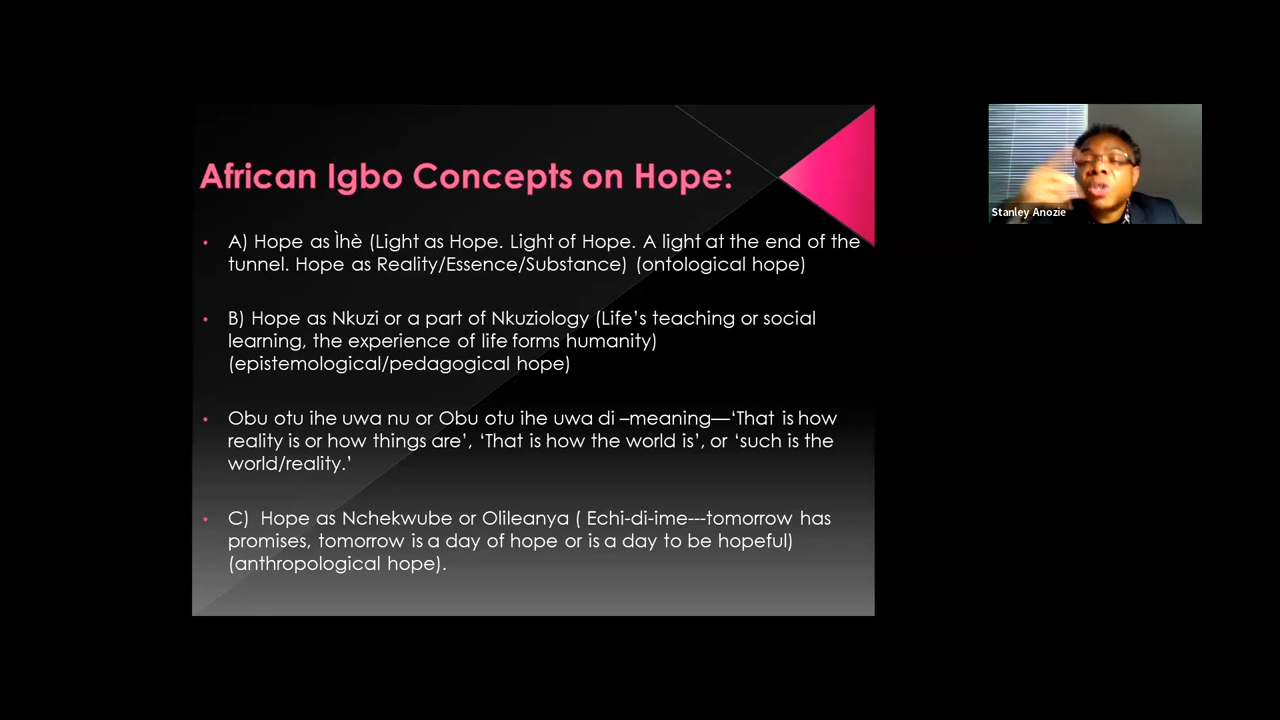 African Igbo Concepts on Hope:
A) Hope as Ìhè (Light as Hope. Light of Hope. A light at the end of the
tunnel. Hope as Reality/Essence/Substance) (ontological hope)
B) Hope as Nkuzi or a part of Nkuziology (Life’s teaching or social
learning, the experience of life forms humanity)
(epistemological/pedagogical hope)
Obu otu ihe uwa nu or Obu otu ihe uwa di –meaning—‘That is how
reality is or how things are’, ‘That is how the world is’, or ‘such is the
world/reality.’
C) Hope as Nchekwube or Olileanya ( Echi-di-ime---tomorrow has
promises, tomorrow is a day of hope or is a day to be hopeful)
(anthropological hope).
Stanley Anozie